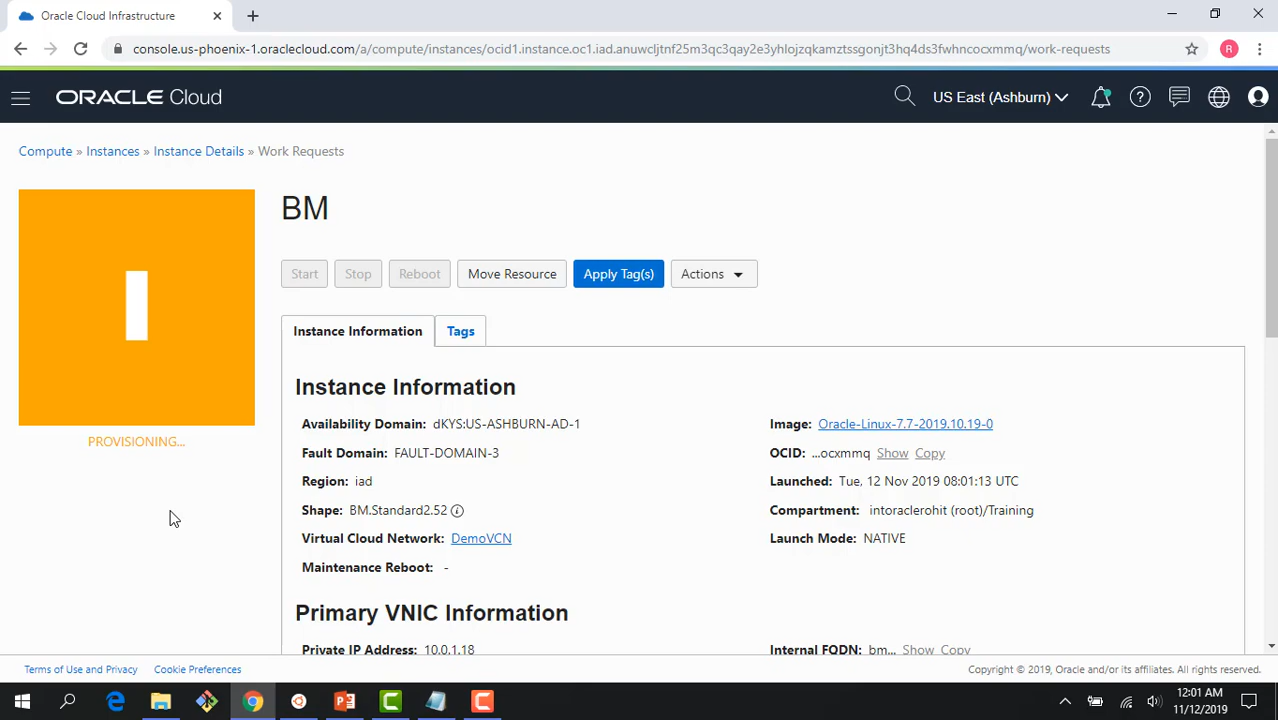 Oracle Cloud Infrastructure
console.us-phoenix-1.oraclecloud.com/a/compute/instances/ocid1.instance.oc1.iad.anuwcljtnf25m3qc3qay2e3yhlojzqkamztssgonjt3hq4ds3fwhncocxmmq/work-requests
R
ORACLE Cloud
US East (Ashburn)
Compute » Instances » Instance Details » Work Requests
I
PROVISIONING...
BM
Start Stop Reboot Move Resource Apply Tag(s) Actions
Instance Information Tags
Instance Information
Availability Domain: dKYS:US-ASHBURN-AD-1
Fault Domain: FAULT-DOMAIN-3
Region: iad
Shape: BM.Standard2.52
Virtual Cloud Network: DemoVCN
Maintenance Reboot: -
Image: Oracle-Linux-7.7-2019.10.19-0
OCID: ...ocxmmq Show Copy
Launched: Tue, 12 Nov 2019 08:01:13 UTC
Compartment: intoraclerohit (root)/Training
Launch Mode: NATIVE
Primary VNIC Information
Private IP Address: 10.0.1.18
Internal FQDN: bm... Show Copy
Terms of Use and Privacy Cookie Preferences
Copyright © 2019, Oracle and/or its affiliates. All rights reserved.
12:01 AM
11/12/2019